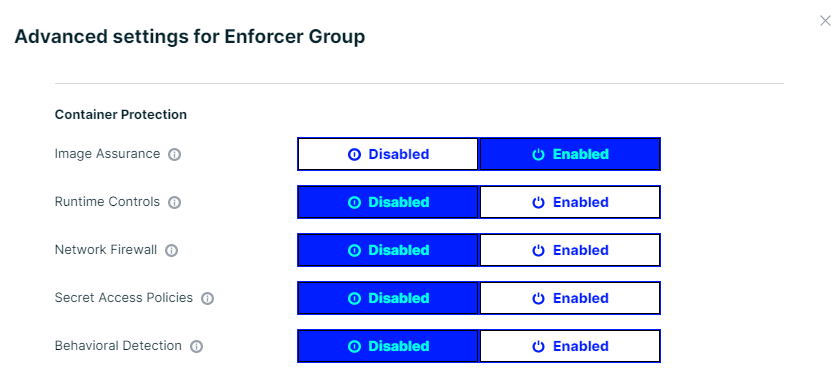 Advanced settings for Enforcer Group
Container Protection
Image Assurance Disabled Enabled
Runtime Controls Disabled Enabled
Network Firewall Disabled Enabled
Secret Access Policies Disabled Enabled
Behavioral Detection Disabled Enabled